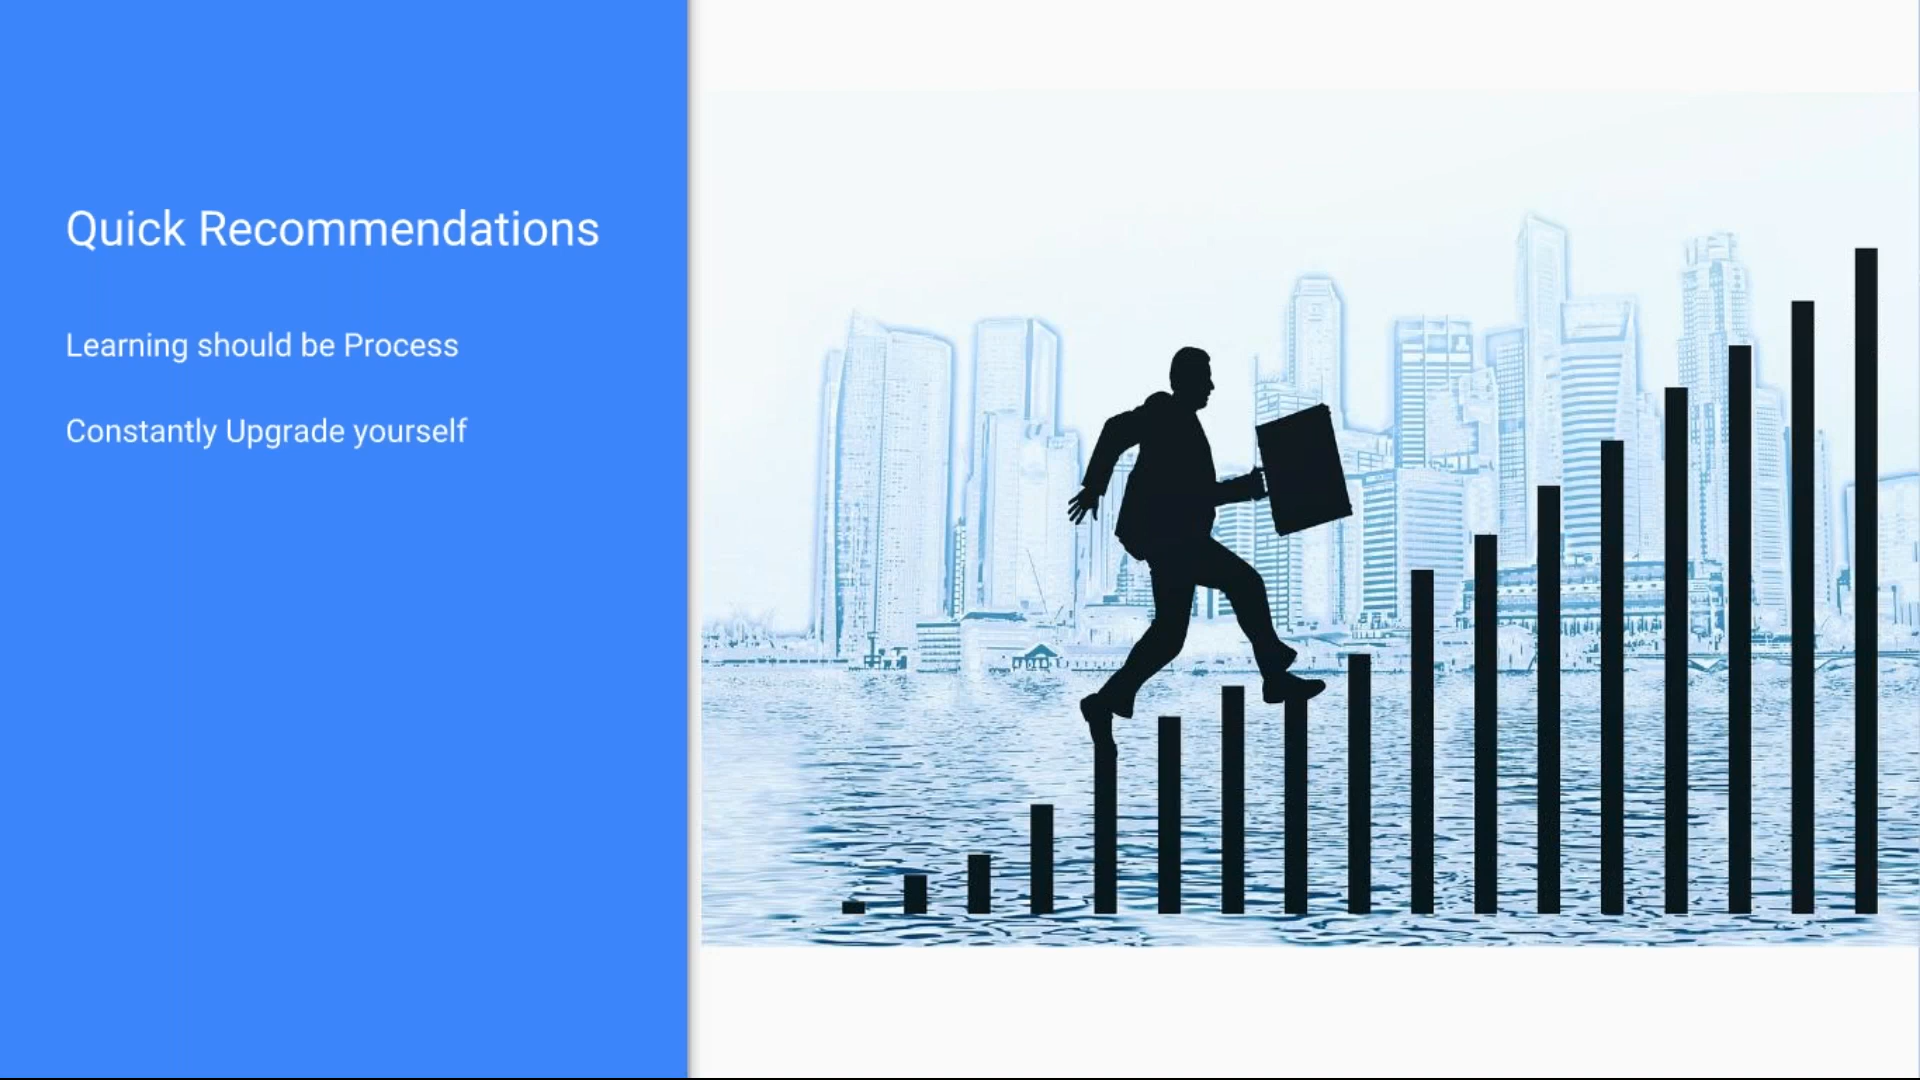 Quick Recommendations
Learning should be Process
Constantly Upgrade yourself